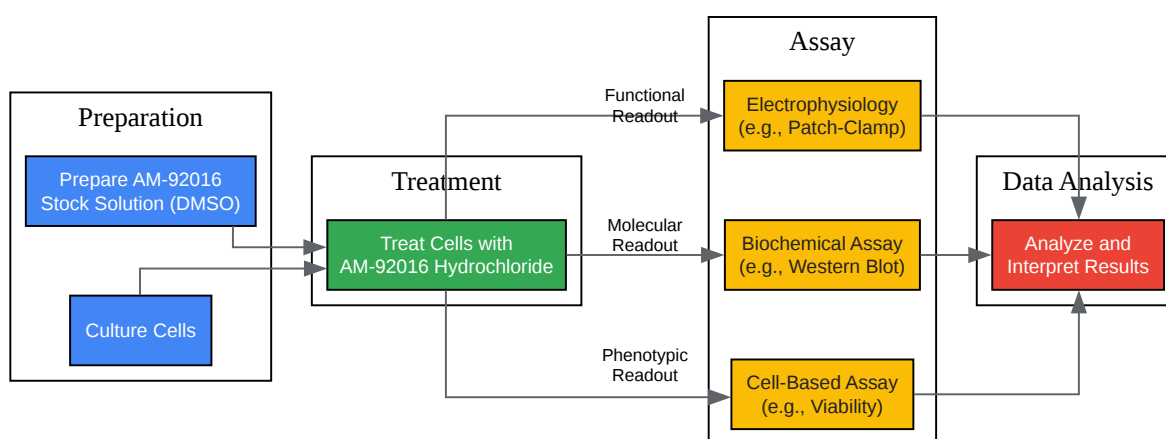 Preparation
Prepare AM-92016
Stock Solution (DMSO)
Culture Cells
Treatment
Treat Cells with
AM-92016 Hydrochloride
Functional
Readout
Molecular
Readout
Phenotypic
Readout
Assay
Electrophysiology
(e.g., Patch-Clamp)
Biochemical Assay
(e.g., Western Blot)
Cell-Based Assay
(e.g., Viability)
Data Analysis
Analyze and
Interpret Results